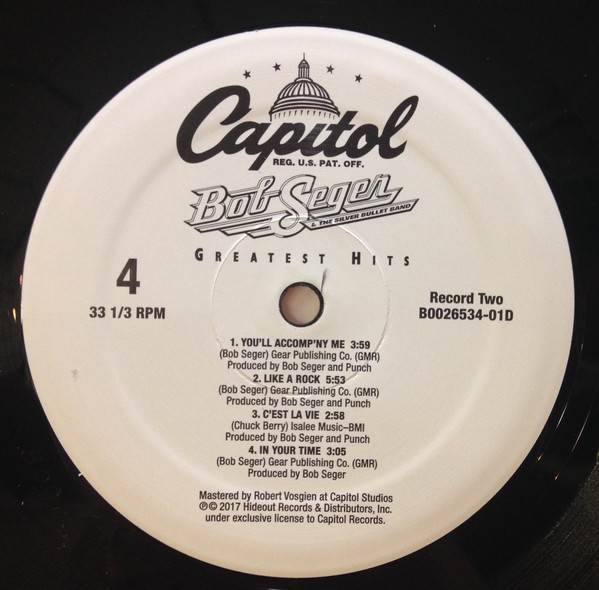 Capitol
REG. U.S. PAT. OFF.
Bob Seger
& THE SILVER BULLET BAND
GREATEST HITS
4
33 1/3 RPM
Record Two
B0026534-01D
1. YOU'LL ACCOMP'NY ME 3:59
(Bob Seger) Gear Publishing Co. (GMR)
Produced by Bob Seger and Punch
2. LIKE A ROCK 5:53
(Bob Seger) Gear Publishing Co. (GMR)
Produced by Bob Seger and Punch
3. C'EST LA VIE 2:58
(Chuck Berry) Isalee Music–BMI
Produced by Bob Seger and Punch
4. IN YOUR TIME 3:05
(Bob Seger) Gear Publishing Co. (GMR)
Produced by Bob Seger
Mastered by Robert Vosgien at Capitol Studios
℗© 2017 Hideout Records & Distributors, Inc.
under exclusive license to Capitol Records.